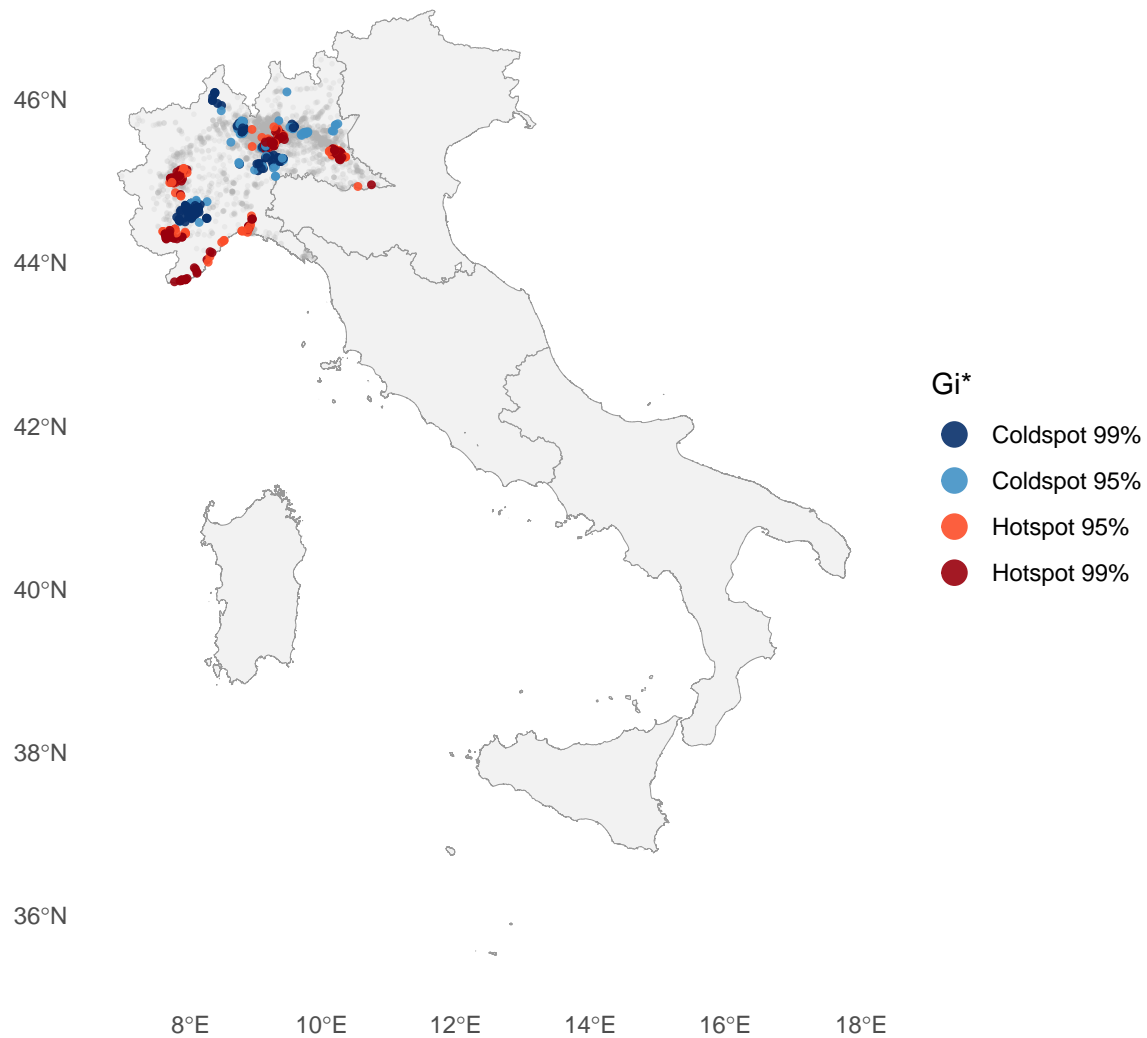 46°N
44°N
42°N
40°N
38°N
36°N
8°E
10°E
12°E
14°E
16°E
18°E
Gi*
Coldspot 99%
Coldspot 95%
Hotspot 95%
Hotspot 99%